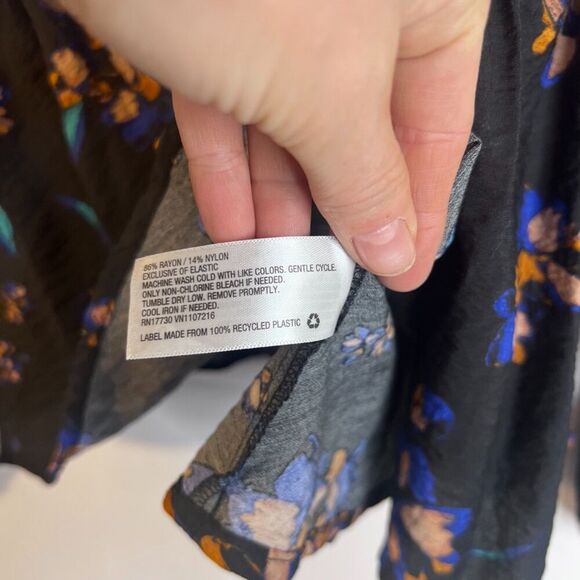 86% RAYON / 14% NYLON
EXCLUSIVE OF ELASTIC
MACHINE WASH COLD WITH LIKE COLORS. GENTLE CYCLE.
ONLY NON-CHLORINE BLEACH IF NEEDED.
TUMBLE DRY LOW. REMOVE PROMPTLY.
COOL IRON IF NEEDED.
RN17730 VN1107216
LABEL MADE FROM 100% RECYCLED PLASTIC